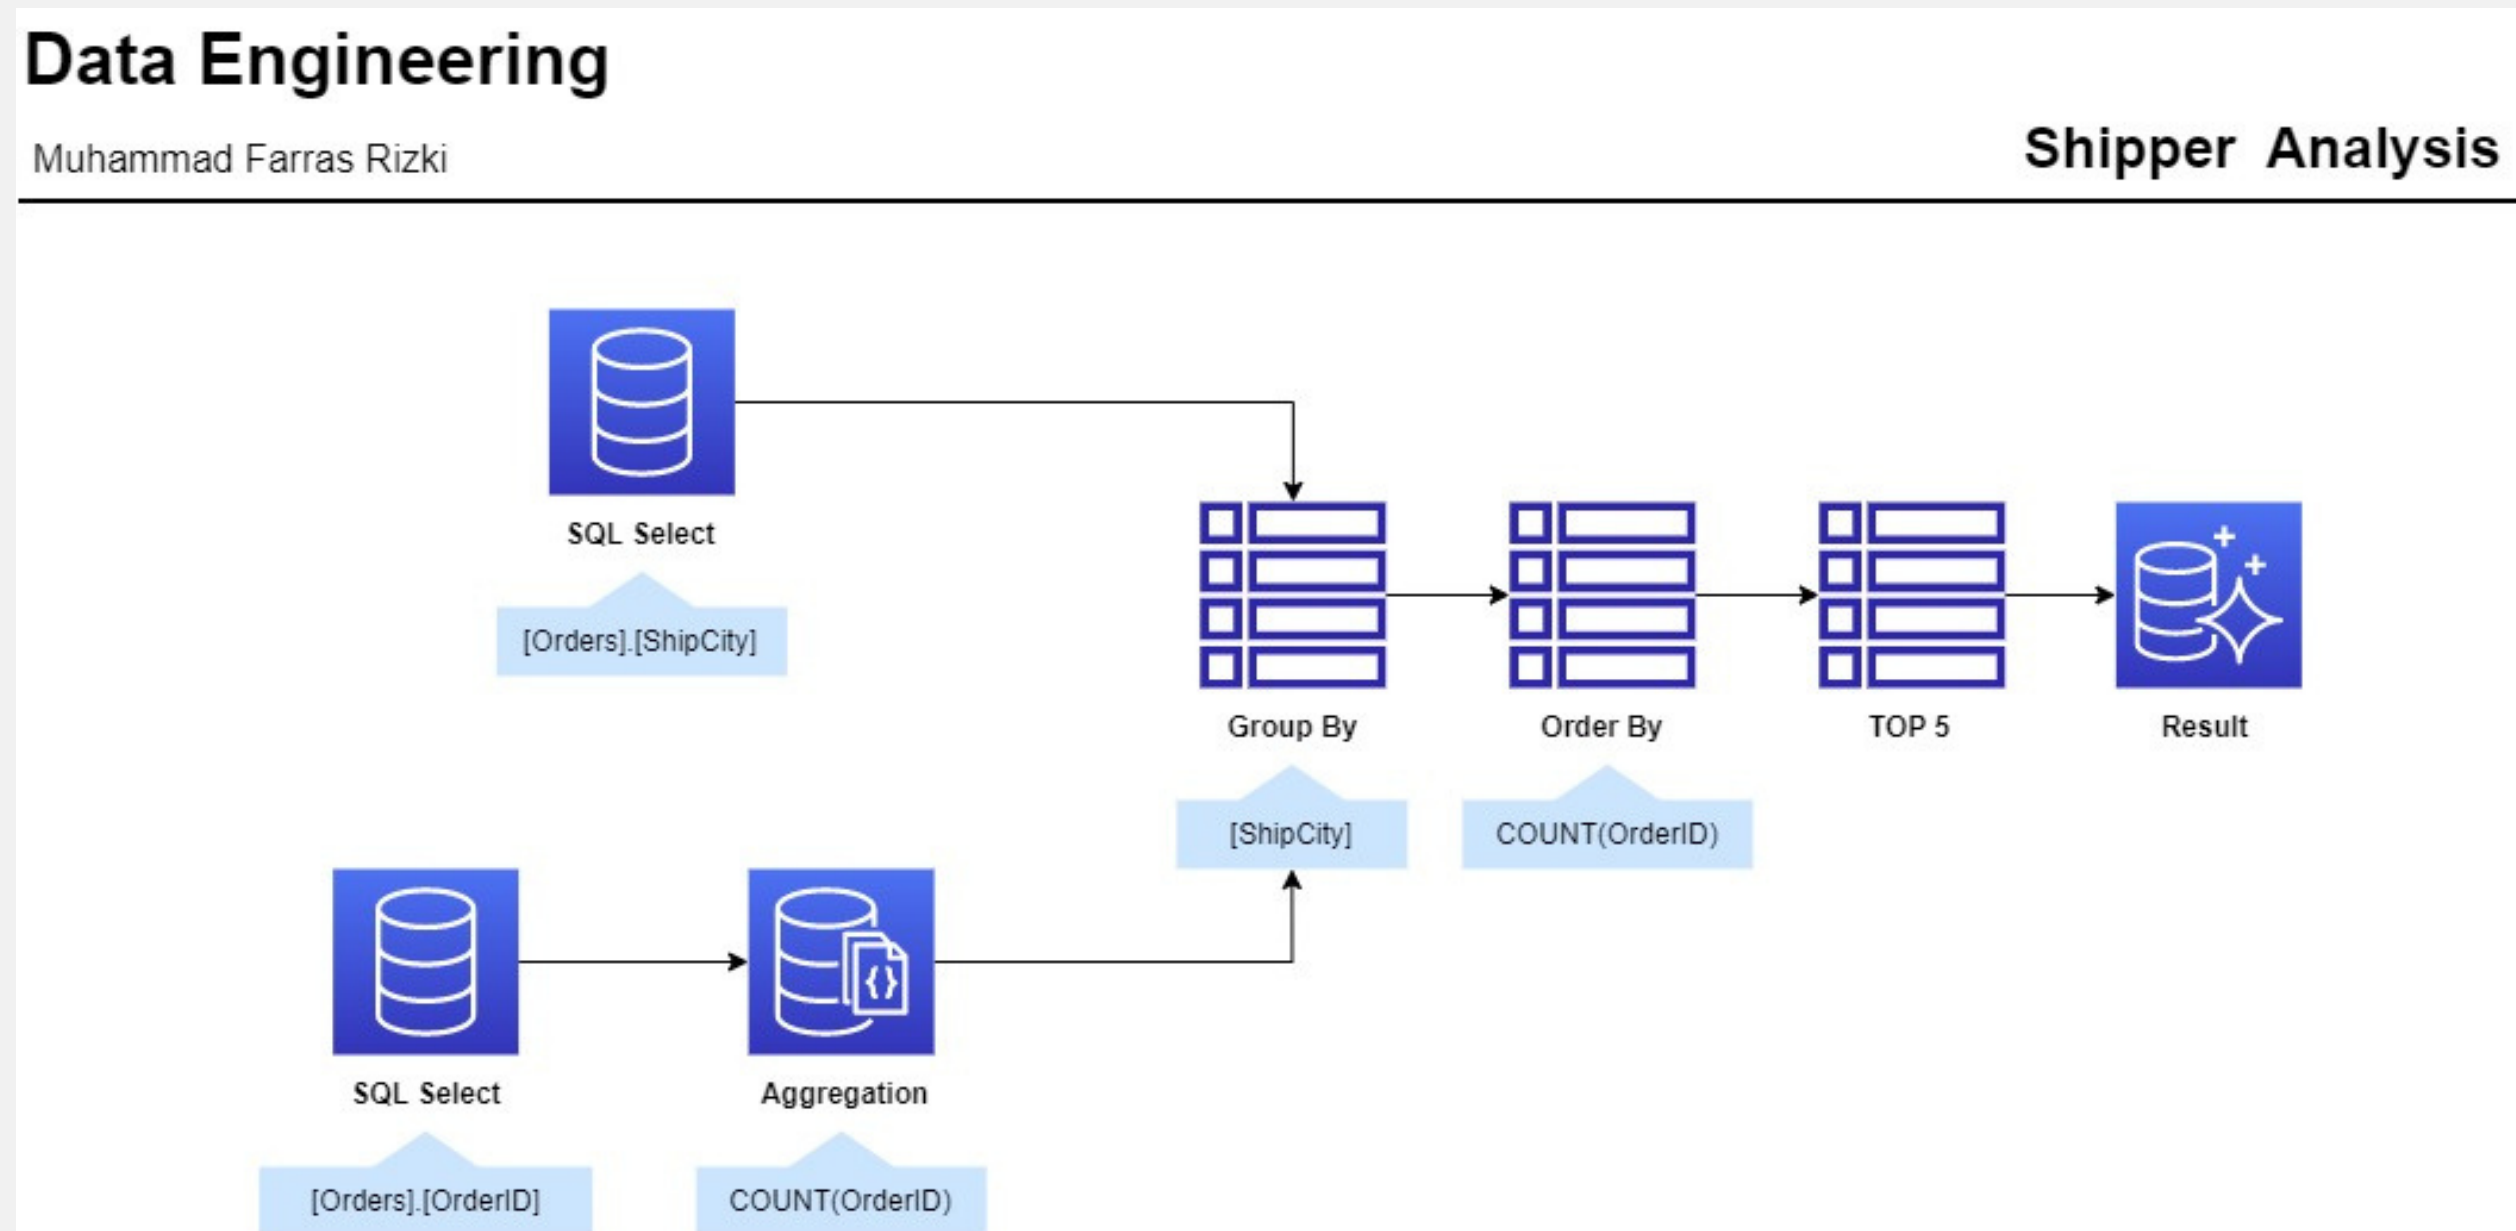 Data Engineering
Muhammad Farras Rizki
Shipper Analysis
SQL Select
[Orders].[ShipCity]
Group By
Order By
TOP 5
Result
[ShipCity]
COUNT(OrderID)
SQL Select
Aggregation
[Orders].[OrderID]
COUNT(OrderID)
{}